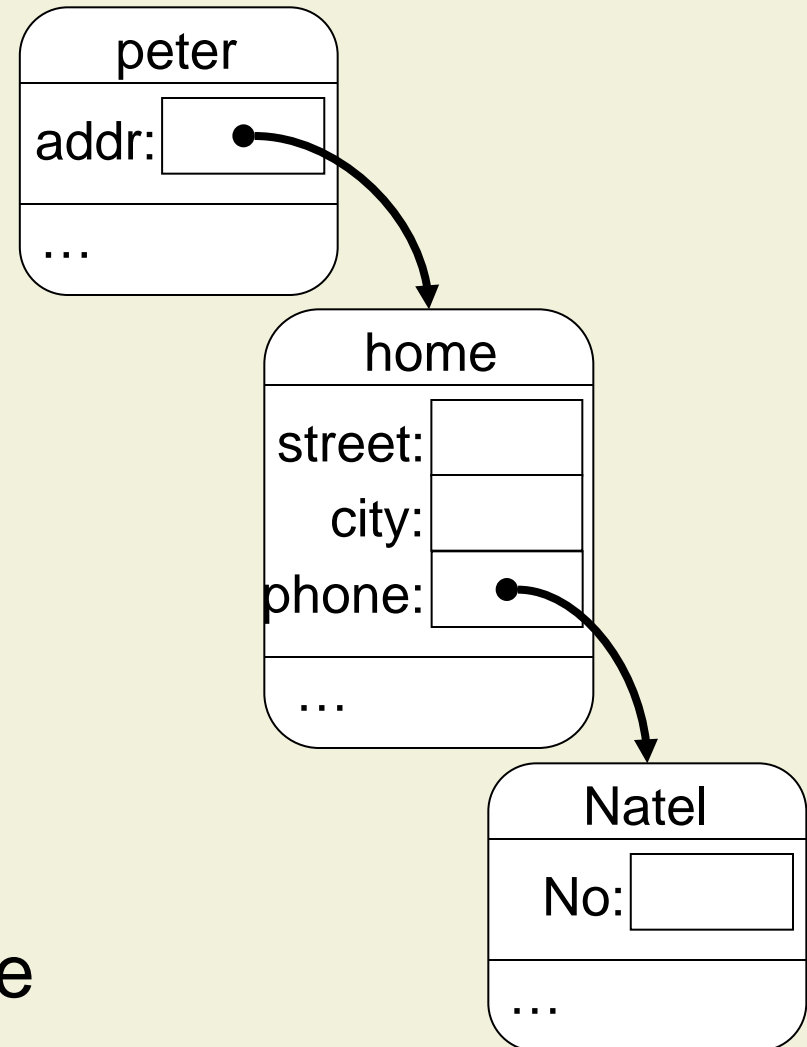 peter
addr:
…
home
street:
city:
phone:
…
Natel
No:
…
e